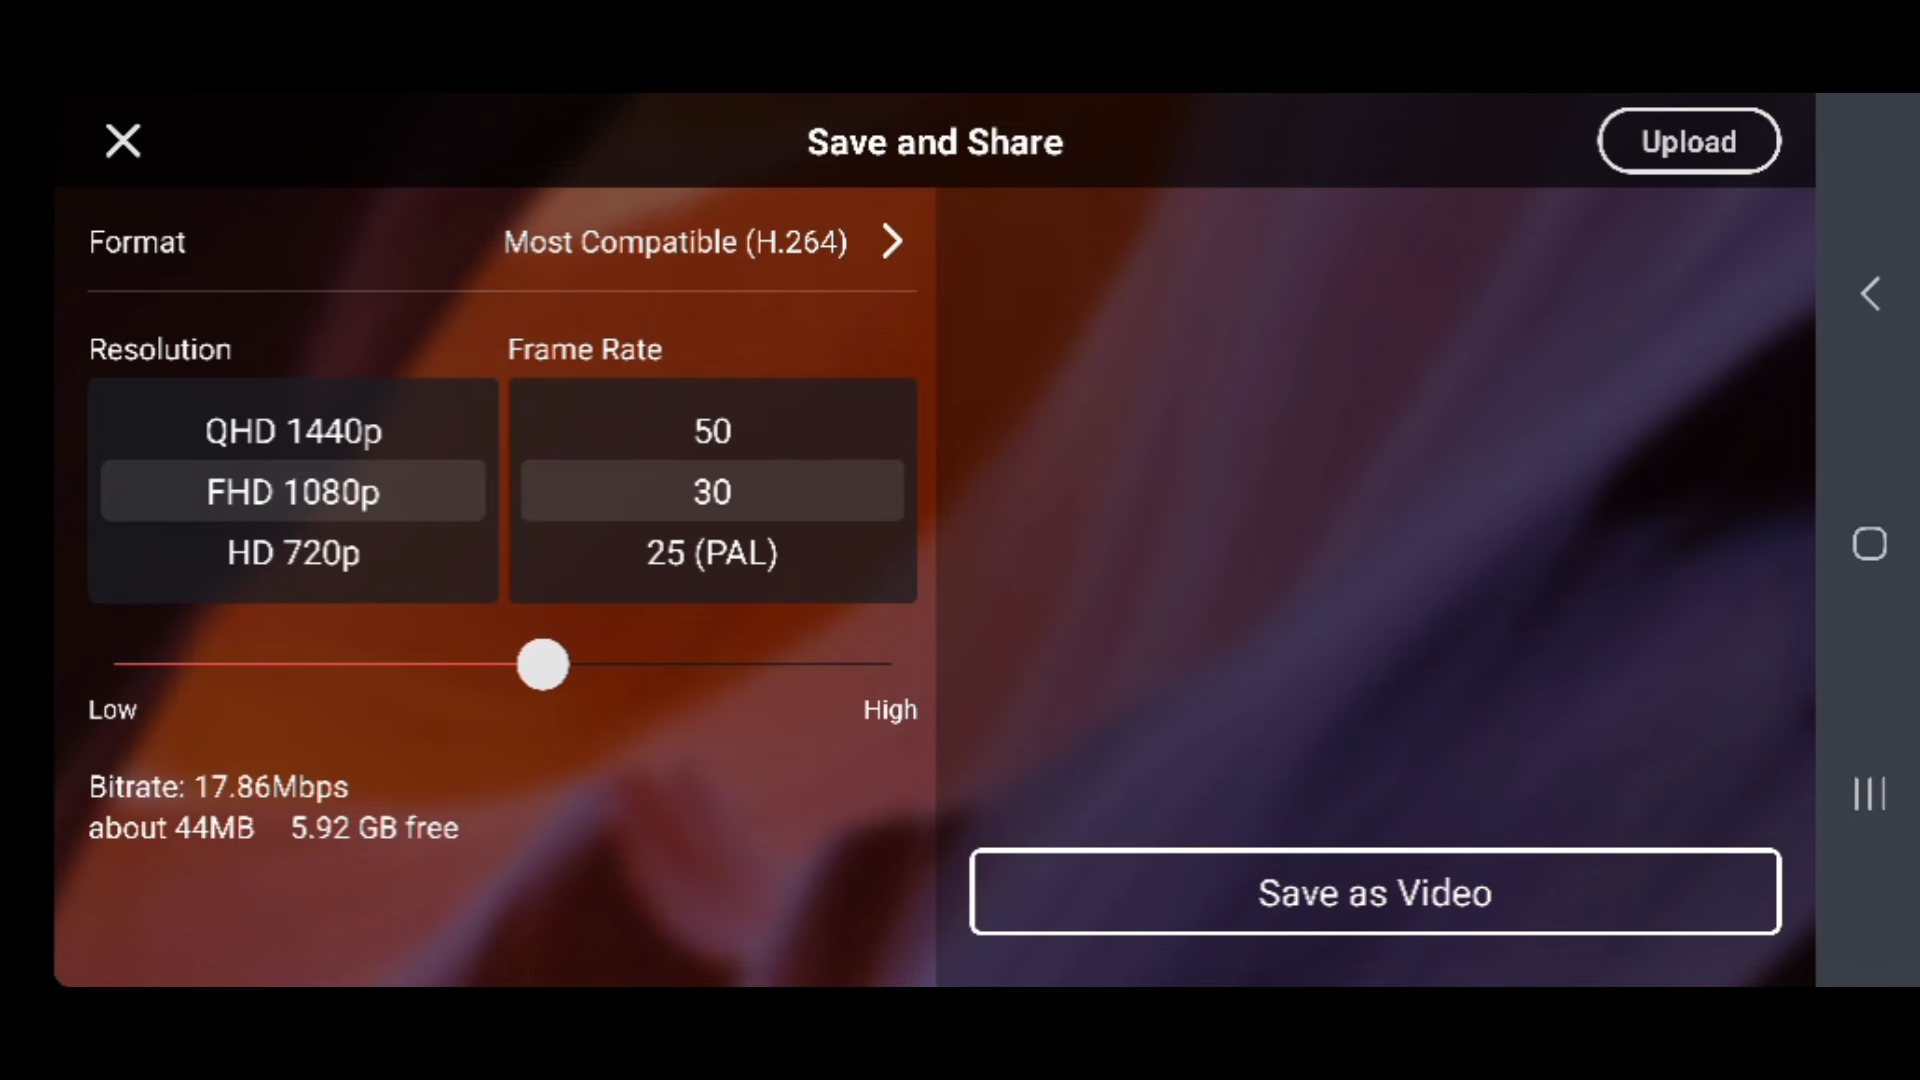 Save and Share
Upload
Format
Most Compatible (H.264)
Resolution
Frame Rate
QHD 1440p
50
FHD 1080p
30
HD 720p
25 (PAL)
Low
High
Bitrate: 17.86Mbps
about 44MB 5.92 GB free
Save as Video